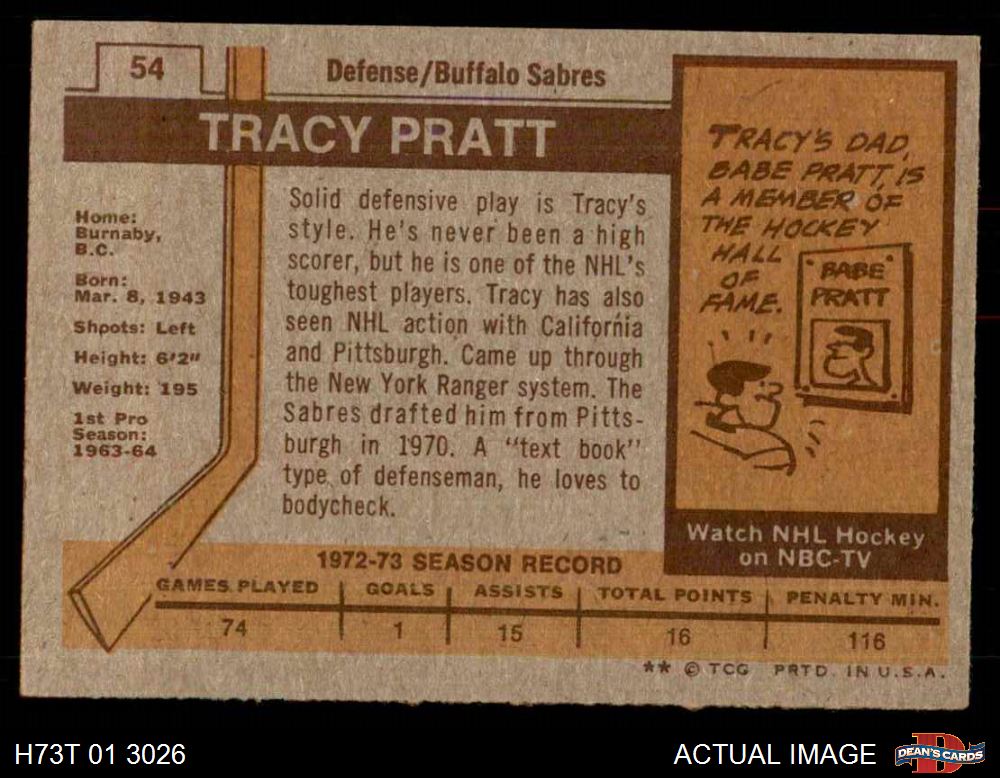 54
Defense/Buffalo Sabres
TRACY PRATT
Home:
Burnaby,
B.C.
Born:
Mar. 8, 1943
Shpots: Left
Height: 6'2"
Weight: 195
1st Pro
Season:
1963-64
Solid defensive play is Tracy's
style. He's never been a high
scorer, but he is one of the NHL's
toughest players. Tracy has also
seen NHL action with California
and Pittsburgh. Came up through
the New York Ranger system. The
Sabres drafted him from Pitts-
burgh in 1970. A "text book"
type of defenseman, he loves to
bodycheck.
TRACY'S DAD,
BABE PRATT, IS
A MEMBER OF
THE HOCKEY
HALL
OF
FAME.
BABE
PRATT
Watch NHL Hockey
on NBC-TV
1972-73 SEASON RECORD
GAMES PLAYED GOALS ASSISTS TOTAL POINTS PENALTY MIN.
74 1 15 16 116
** © TCG PRTD. IN U.S.A.
H73T 01 3026
ACTUAL IMAGE
D
DEAN'S CARDS